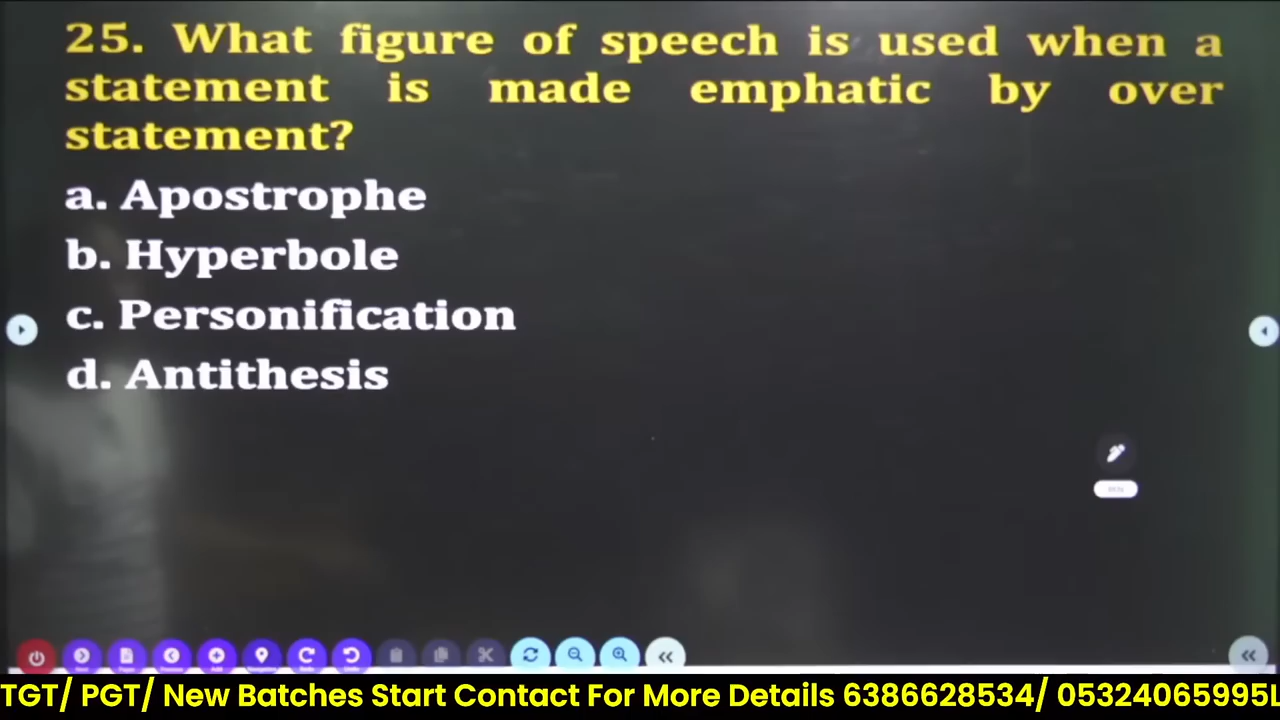 25. What figure of speech is used when a
statement is made emphatic by over
statement?
a. Apostrophe
b. Hyperbole
c. Personification
d. Antithesis
TGT/ PGT/ New Batches Start Contact For More Details 6386628534/ 05324065995